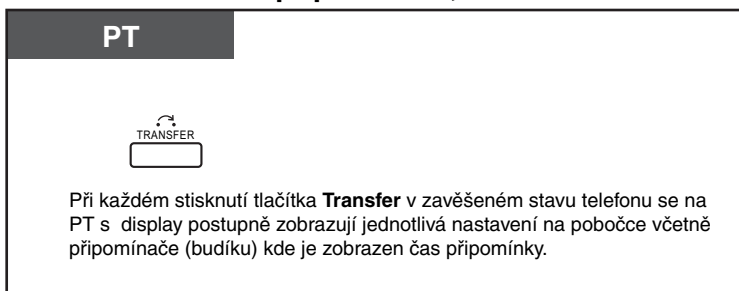 PT
TRANSFER
Při každém stisknutí tlačítka Transfer v zavěšeném stavu telefonu se na
PT s display postupně zobrazují jednotlivá nastavení na pobočce včetně
připomínače (budíku) kde je zobrazen čas připomínky.